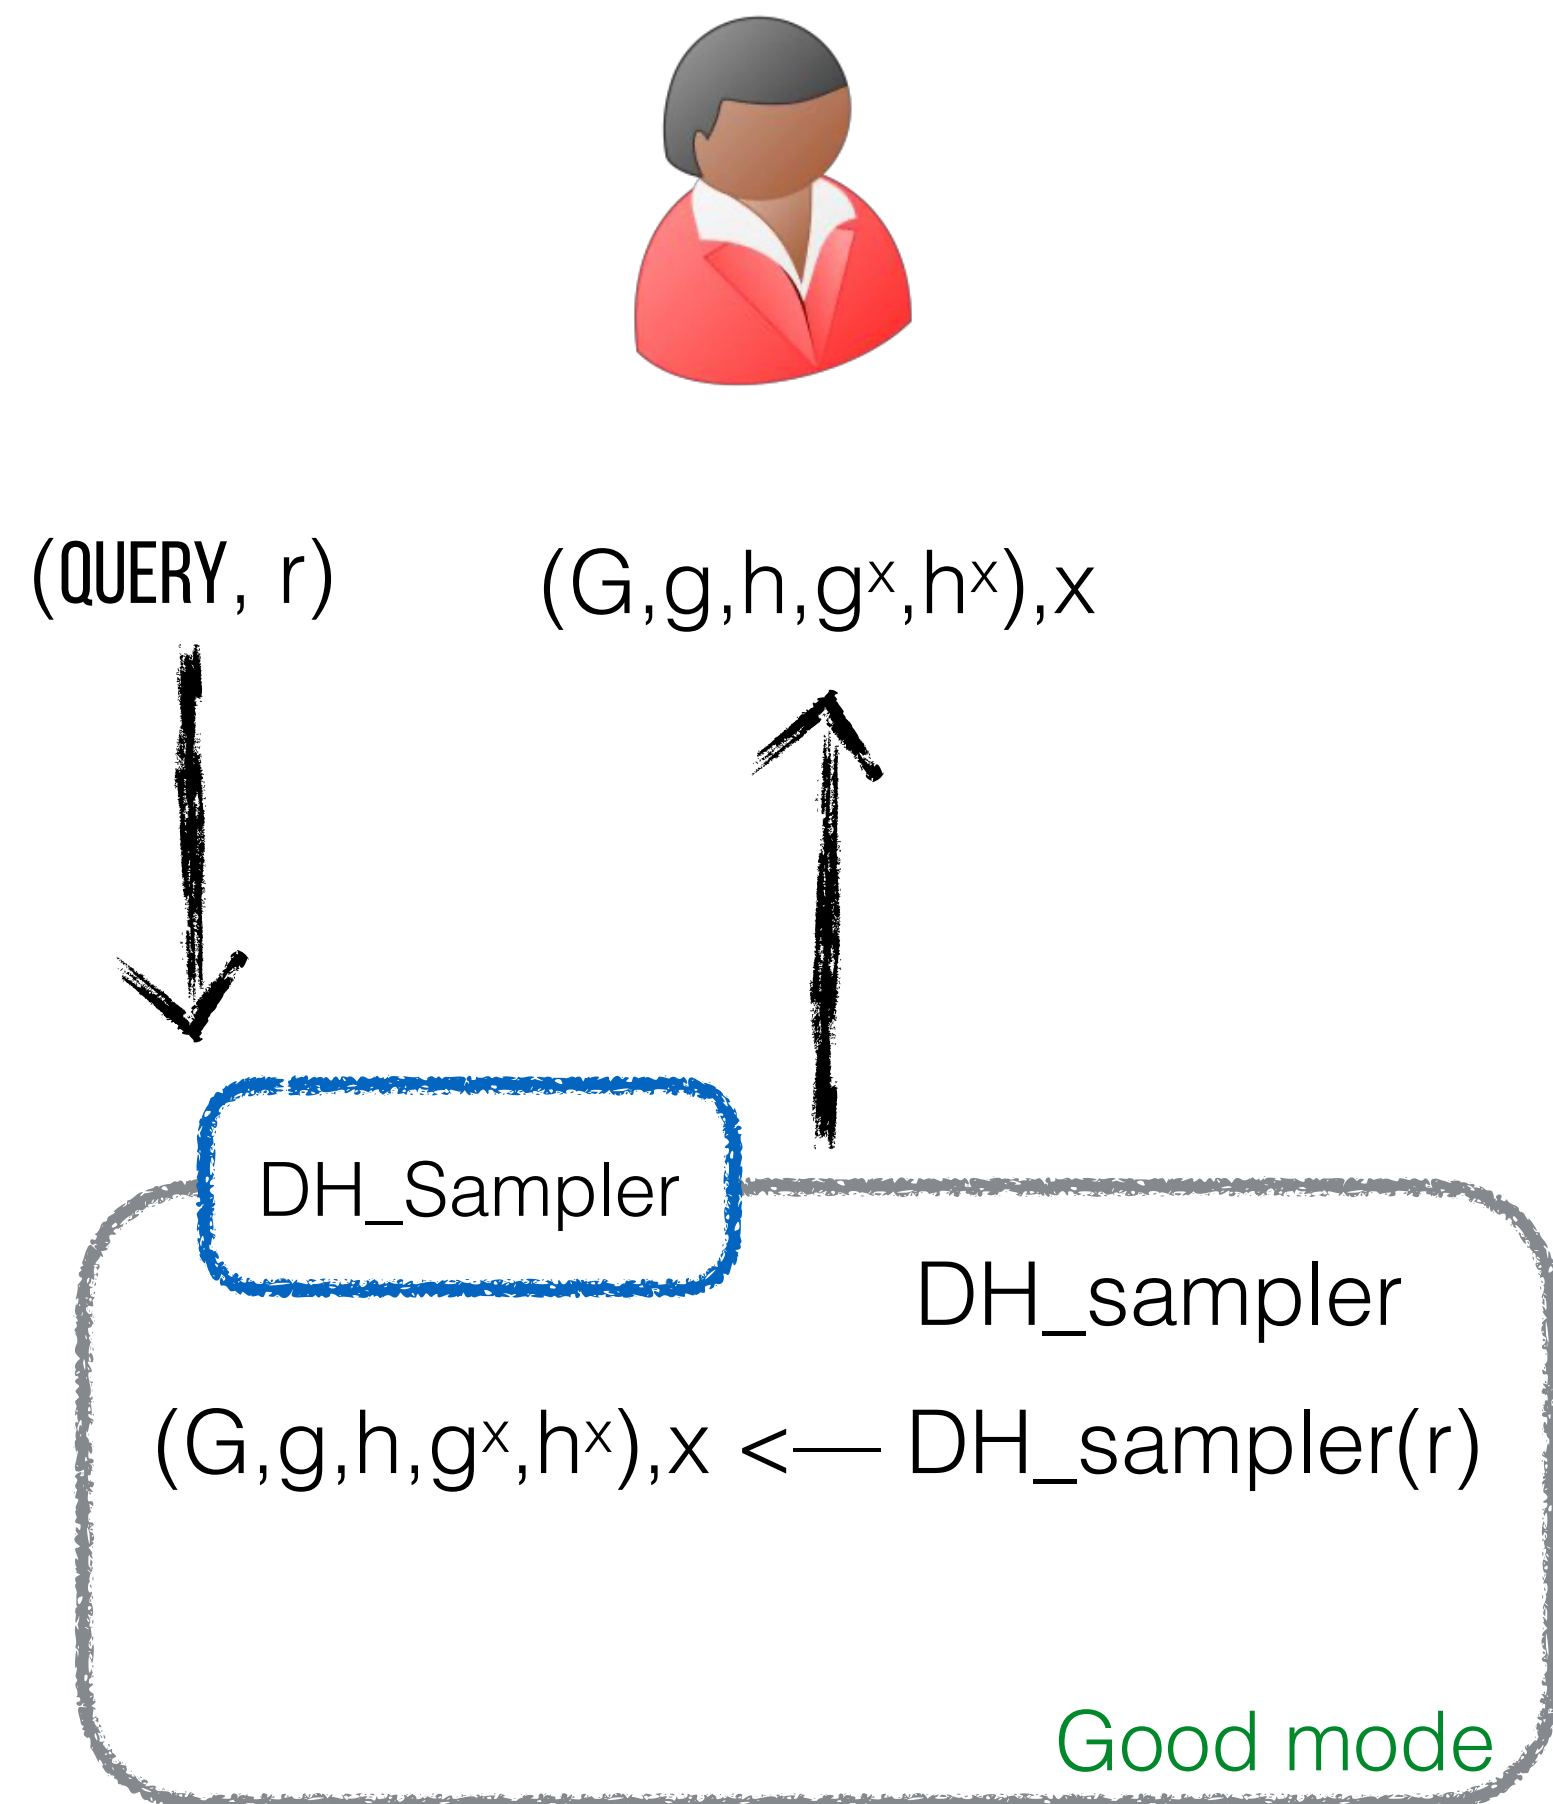 (QUERY, r)
(G,g,h,gˣ,hˣ),x
DH_Sampler
DH_sampler
(G,g,h,gˣ,hˣ),x <— DH_sampler(r)
Good mode